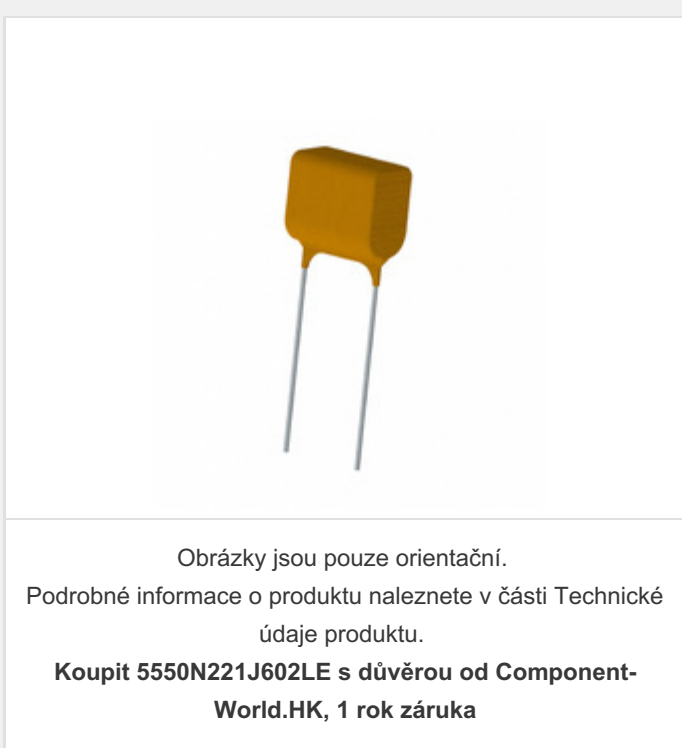 Obrázky jsou pouze orientační.
Podrobné informace o produktu naleznete v části Technické
údaje produktu.
Koupit 5550N221J602LE s důvěrou od Component-
World.HK, 1 rok záruka